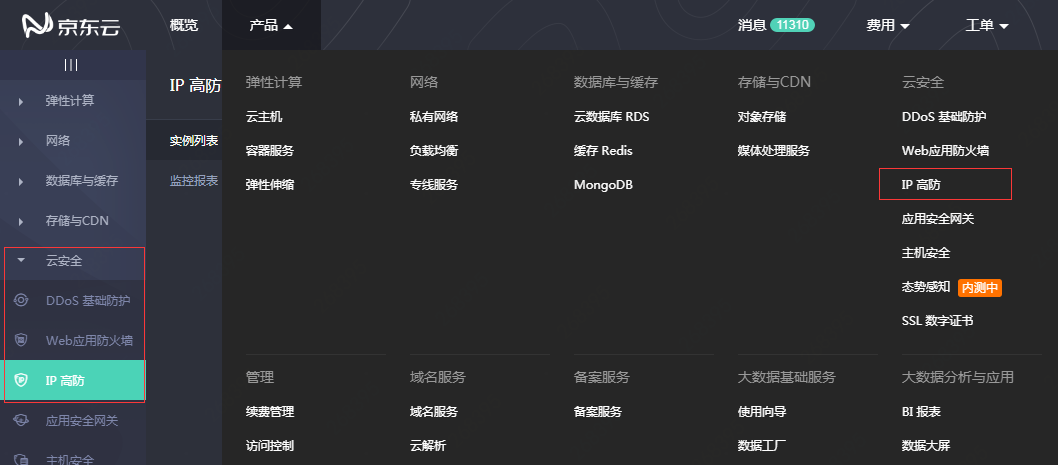 京东云 概览 产品 消息 11310 费用 工单
弹性计算
网络
数据库与缓存
存储与CDN
云安全
DDoS 基础防护
Web应用防火墙
IP 高防
应用安全网关
主机安全
IP 高防
实例列表
监控报表
弹性计算
云主机
容器服务
弹性伸缩
网络
私有网络
负载均衡
专线服务
数据库与缓存
云数据库 RDS
缓存 Redis
MongoDB
存储与CDN
对象存储
媒体处理服务
云安全
DDoS 基础防护
Web应用防火墙
IP 高防
应用安全网关
主机安全
态势感知 内测中
SSL 数字证书
管理
续费管理
访问控制
域名服务
域名服务
云解析
备案服务
备案服务
大数据基础服务
使用向导
数据工厂
大数据分析与应用
BI 报表
数据大屏